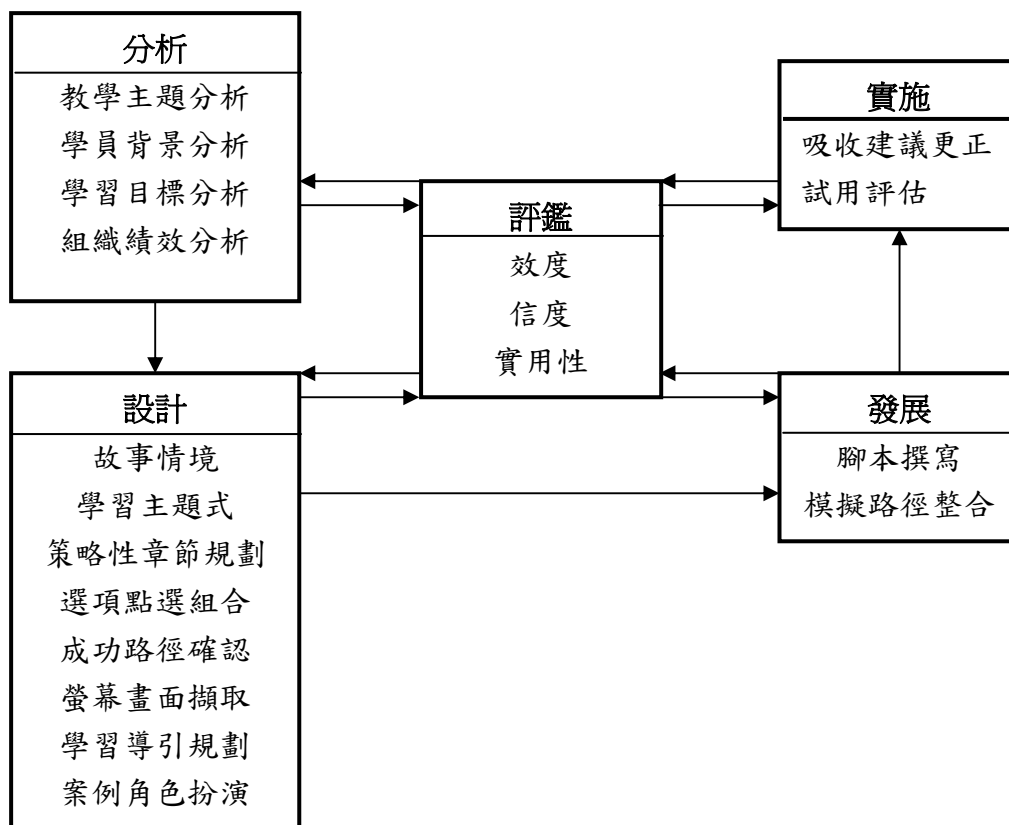 分析
教學主題分析
學員背景分析
學習目標分析
組織績效分析
實施
吸收建議更正
試用評估
評鑑
效度
信度
實用性
設計
故事情境
學習主題式
策略性章節規劃
選項點選組合
成功路徑確認
螢幕畫面擷取
學習導引規劃
案例角色扮演
發展
腳本撰寫
模擬路徑整合